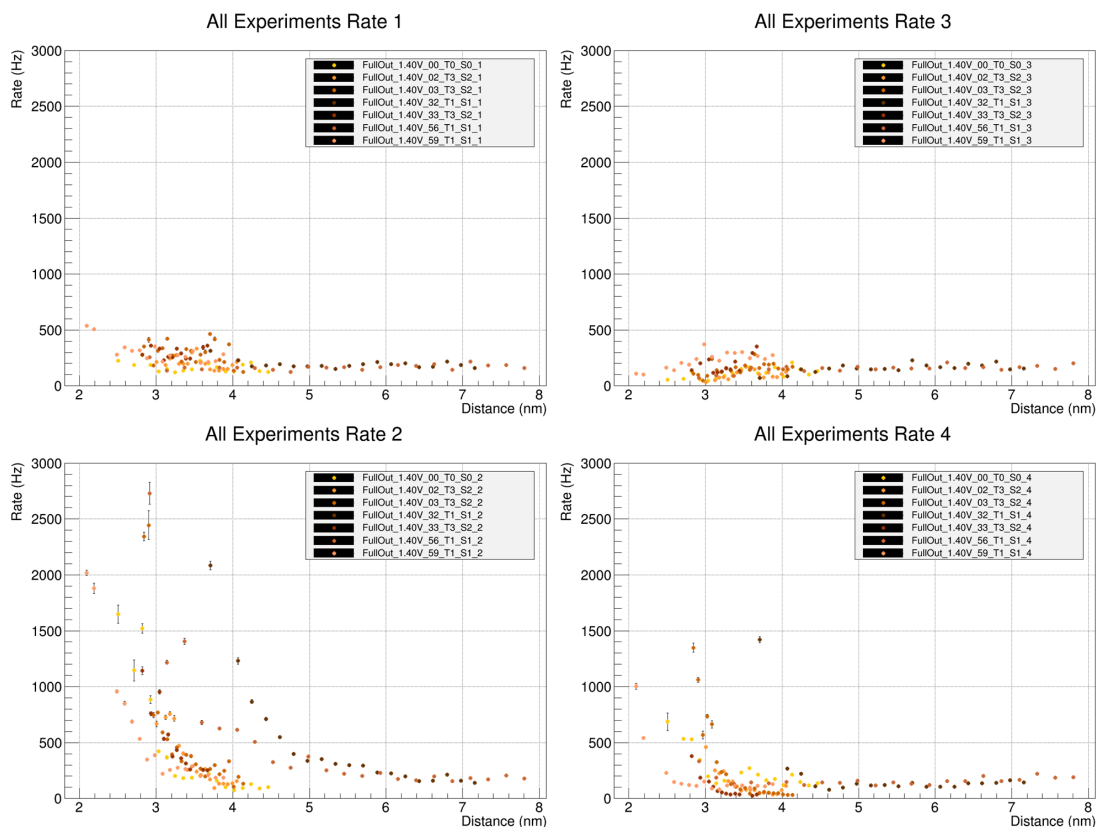 All Experiments Rate 1
Rate (Hz)
3000
2500
2000
1500
1000
500
0
FullOut_1.40V_00_T0_S0_1
FullOut_1.40V_02_T3_S2_1
FullOut_1.40V_03_T3_S2_1
FullOut_1.40V_32_T1_S1_1
FullOut_1.40V_33_T3_S2_1
FullOut_1.40V_56_T1_S1_1
FullOut_1.40V_59_T1_S1_1
2 3 4 5 6 7 8
Distance (nm)
All Experiments Rate 3
Rate (Hz)
3000
2500
2000
1500
1000
500
0
FullOut_1.40V_00_T0_S0_3
FullOut_1.40V_02_T3_S2_3
FullOut_1.40V_03_T3_S2_3
FullOut_1.40V_32_T1_S1_3
FullOut_1.40V_33_T3_S2_3
FullOut_1.40V_56_T1_S1_3
FullOut_1.40V_59_T1_S1_3
2 3 4 5 6 7 8
Distance (nm)
All Experiments Rate 2
Rate (Hz)
3000
2500
2000
1500
1000
500
0
FullOut_1.40V_00_T0_S0_2
FullOut_1.40V_02_T3_S2_2
FullOut_1.40V_03_T3_S2_2
FullOut_1.40V_32_T1_S1_2
FullOut_1.40V_33_T3_S2_2
FullOut_1.40V_56_T1_S1_2
FullOut_1.40V_59_T1_S1_2
2 3 4 5 6 7 8
Distance (nm)
All Experiments Rate 4
Rate (Hz)
3000
2500
2000
1500
1000
500
0
FullOut_1.40V_00_T0_S0_4
FullOut_1.40V_02_T3_S2_4
FullOut_1.40V_03_T3_S2_4
FullOut_1.40V_32_T1_S1_4
FullOut_1.40V_33_T3_S2_4
FullOut_1.40V_56_T1_S1_4
FullOut_1.40V_59_T1_S1_4
2 3 4 5 6 7 8
Distance (nm)